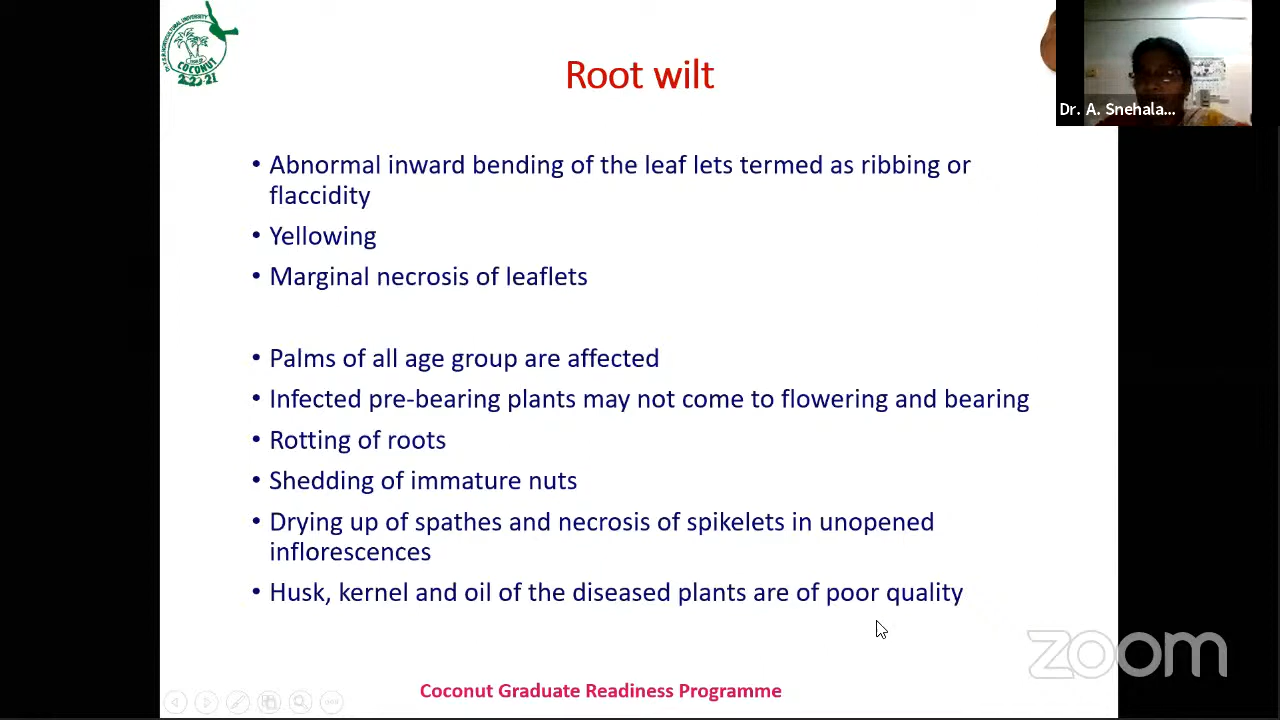 Root wilt
Dr. A. Snehala...
• Abnormal inward bending of the leaf lets termed as ribbing or
flaccidity
• Yellowing
• Marginal necrosis of leaflets
• Palms of all age group are affected
• Infected pre-bearing plants may not come to flowering and bearing
• Rotting of roots
• Shedding of immature nuts
• Drying up of spathes and necrosis of spikelets in unopened
inflorescences
• Husk, kernel and oil of the diseased plants are of poor quality
zoom
Coconut Graduate Readiness Programme
COCONUT